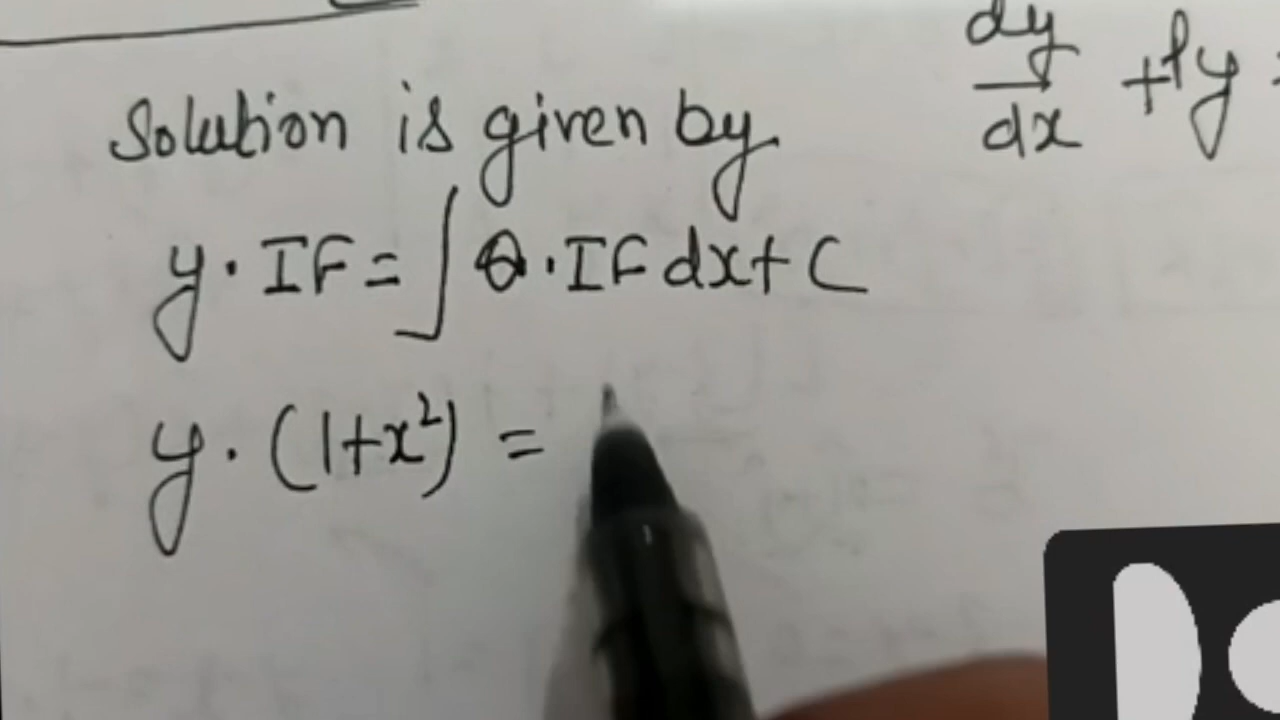 Solution is given by
y · IF = ∫ Q · IF dx + C
y · (1+x²) =
dy/dx + Py =